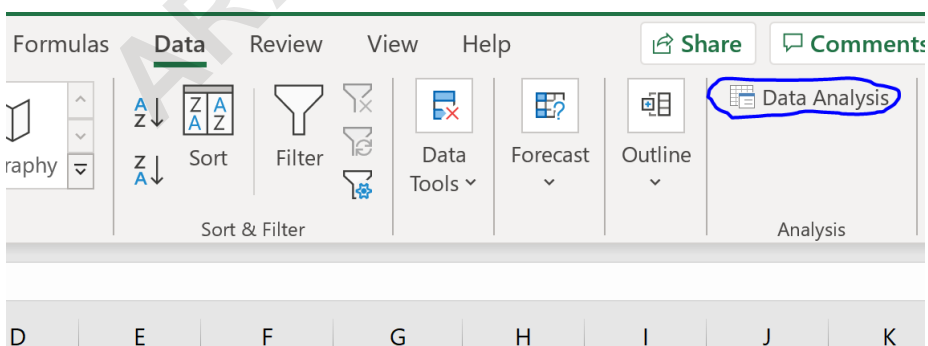 Formulas Data Review View Help Share Comments
raphy
A Z
Z A
Z A A Z
Sort
Filter
Data Tools
Forecast
Outline
Data Analysis
Sort & Filter
Analysis
D E F G H I J K